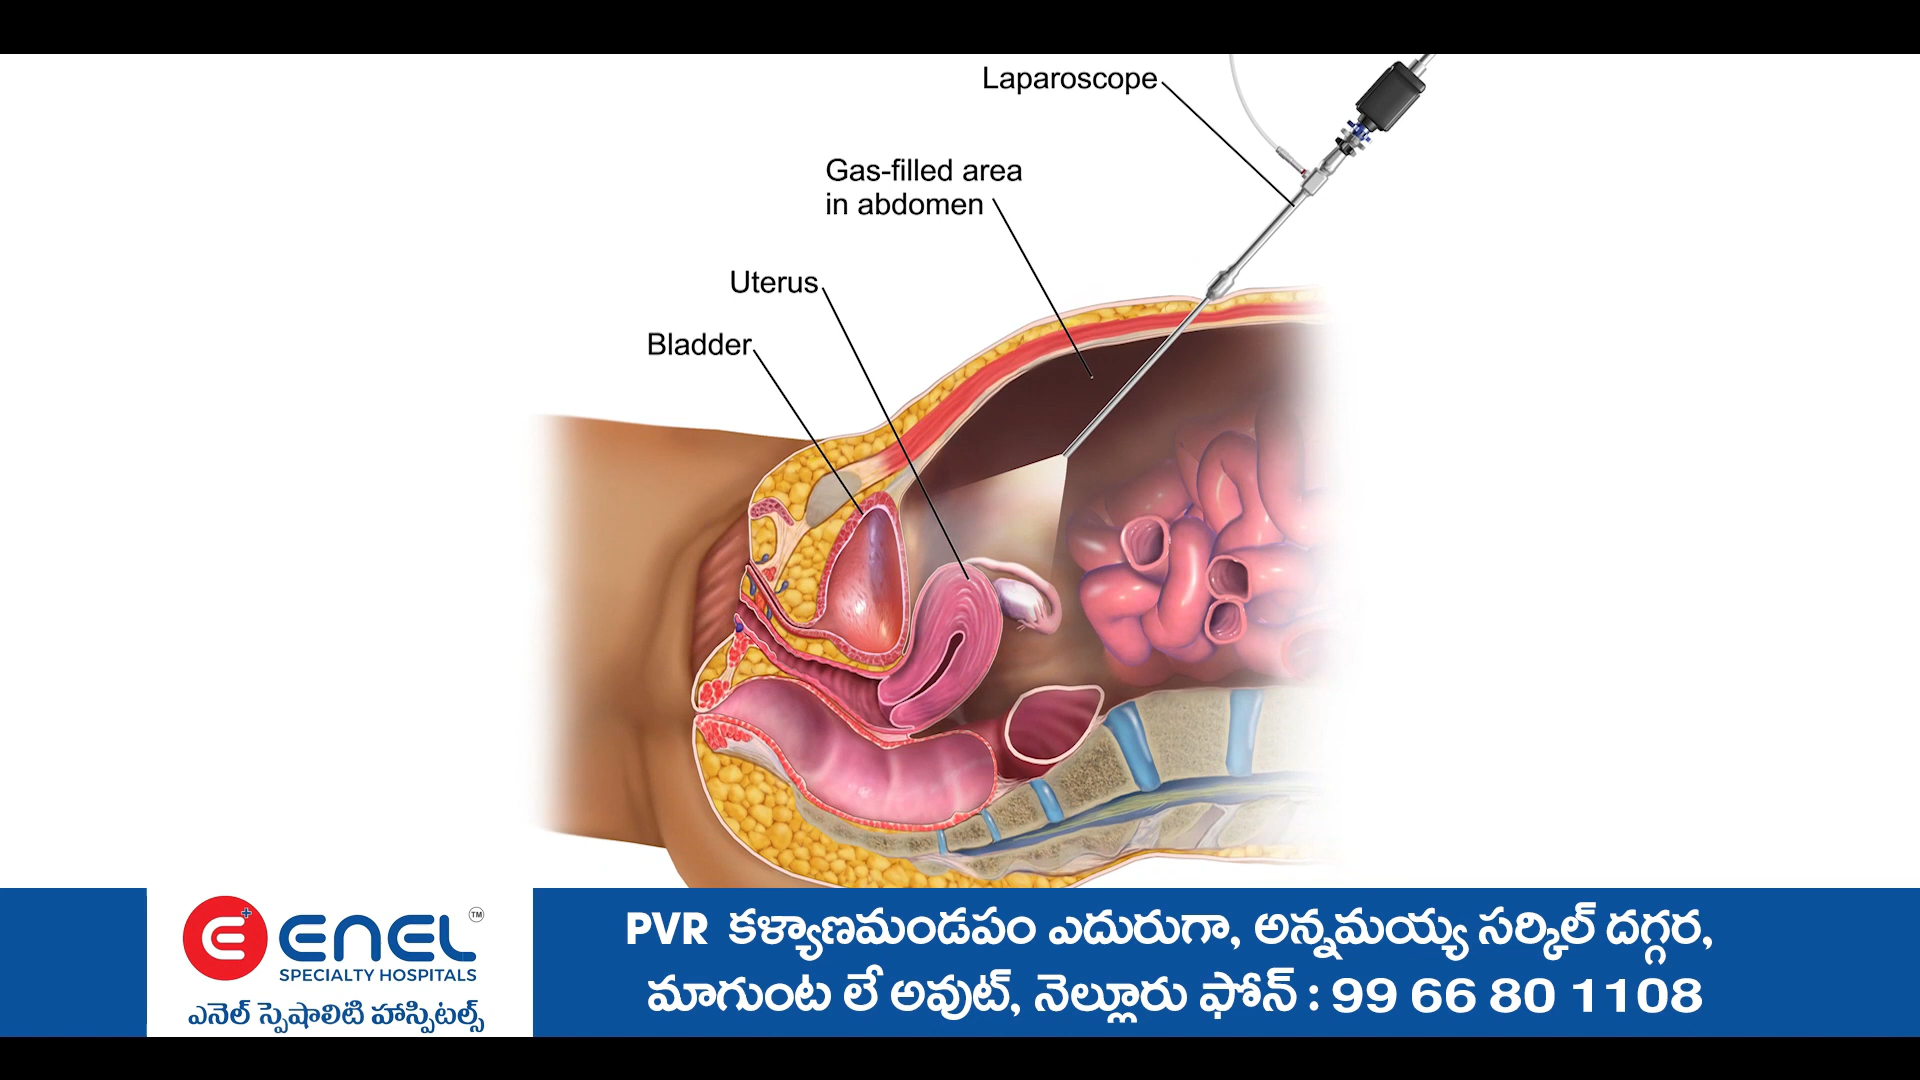 Laparoscope
Gas-filled area
in abdomen
Uterus
Bladder
ENEL TM
SPECIALTY HOSPITALS
ఎనెల్ స్పెషాలిటి హాస్పిటల్స్
PVR కళ్యాణమండపం ఎదురుగా, అన్నమయ్య సర్కిల్ దగ్గర,
మాగుంట లే అవుట్, నెల్లూరు ఫోన్ : 99 66 80 1108